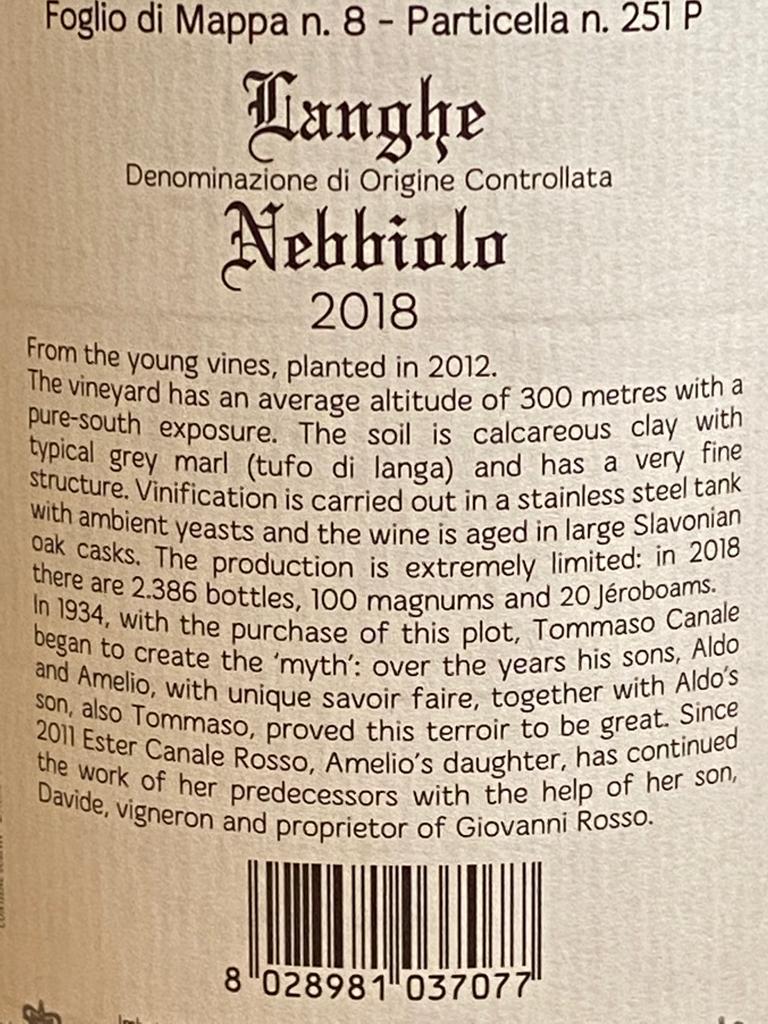 Foglio di Mappa n. 8 - Particella n. 251 P
Langhe
Denominazione di Origine Controllata
Nebbiolo
2018
From the young vines, planted in 2012.
The vineyard has an average altitude of 300 metres with a
pure-south exposure. The soil is calcareous clay with
typical grey marl (tufo di langa) and has a very fine
structure. Vinification is carried out in a stainless steel tank
with ambient yeasts and the wine is aged in large Slavonian
oak casks. The production is extremely limited: in 2018
there are 2.386 bottles, 100 magnums and 20 Jéroboams.
In 1934, with the purchase of this plot, Tommaso Canale
began to create the 'myth': over the years his sons, Aldo
and Amelio, with unique savoir faire, together with Aldo's
son, also Tommaso, proved this terroir to be great. Since
2011 Ester Canale Rosso, Amelio's daughter, has continued
the work of her predecessors with the help of her son,
Davide, vigneron and proprietor of Giovanni Rosso.
8 028981 037077